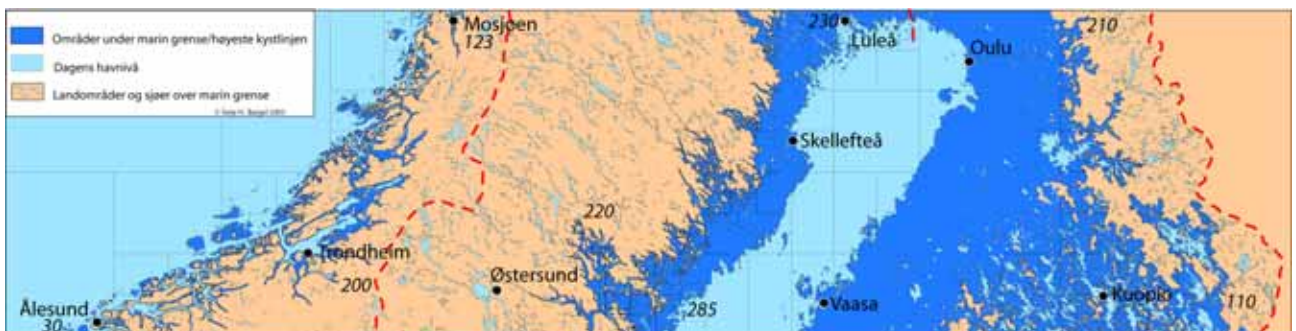 Områder under marin grense/høyeste kystlinjen
Dagens havnivå
Landområder og sjøer over marin grense
Mosjøen
123
230
Luleå
Oulu
210
Skellefteå
220
Trondheim
200
Østersund
285
Vaasa
Kuopio
110
Ålesund
30